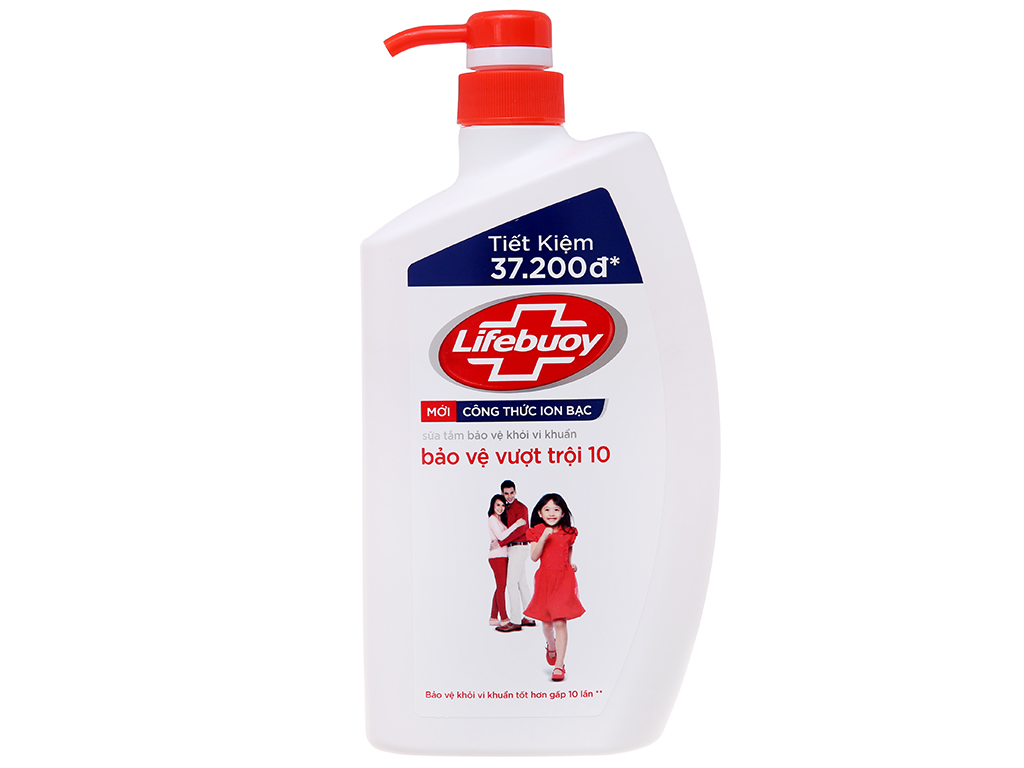 Tiết Kiệm
37.200đ*
Lifebuoy
MỚI CÔNG THỨC ION BẠC
sữa tắm bảo vệ khỏi vi khuẩn
bảo vệ vượt trội 10
Bảo vệ khỏi vi khuẩn tốt hơn gấp 10 lần **